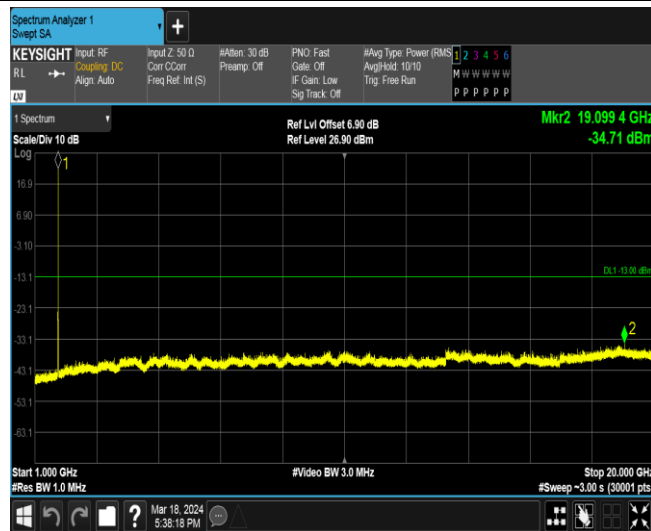 Spectrum Analyzer 1
Swept SA
+
KEYSIGHT
RL
LXI
Input: RF
Coupling: DC
Align: Auto
Input Z: 50 Ω
Corr CCorr
Freq Ref: Int (S)
#Atten: 30 dB
Preamp: Off
PNO: Fast
Gate: Off
IF Gain: Low
Sig Track: Off
#Avg Type: Power (RMS
Avg|Hold: 10/10
Trig: Free Run
1 2 3 4 5 6
M W W W W W
P P P P P P
1 Spectrum
Scale/Div 10 dB
Log
Ref Lvl Offset 6.90 dB
Ref Level 26.90 dBm
Mkr2 19.099 4 GHz
-34.71 dBm
1
16.9
6.90
-3.10
-13.1
DL1 -13.00 dBm
-23.1
-33.1
2
-43.1
-53.1
-63.1
Start 1.000 GHz
#Res BW 1.0 MHz
#Video BW 3.0 MHz
Stop 20.000 GHz
#Sweep ~3.00 s (30001 pts
?
Mar 18, 2024
5:38:18 PM